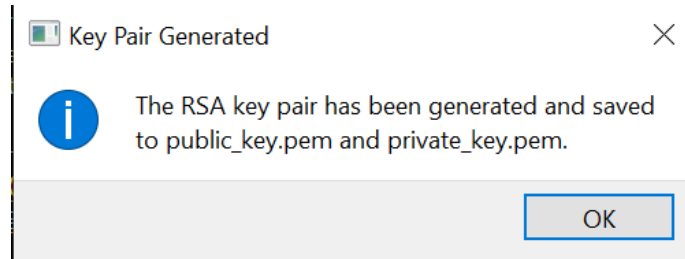 Key Pair Generated
The RSA key pair has been generated and saved
to public_key.pem and private_key.pem.
OK